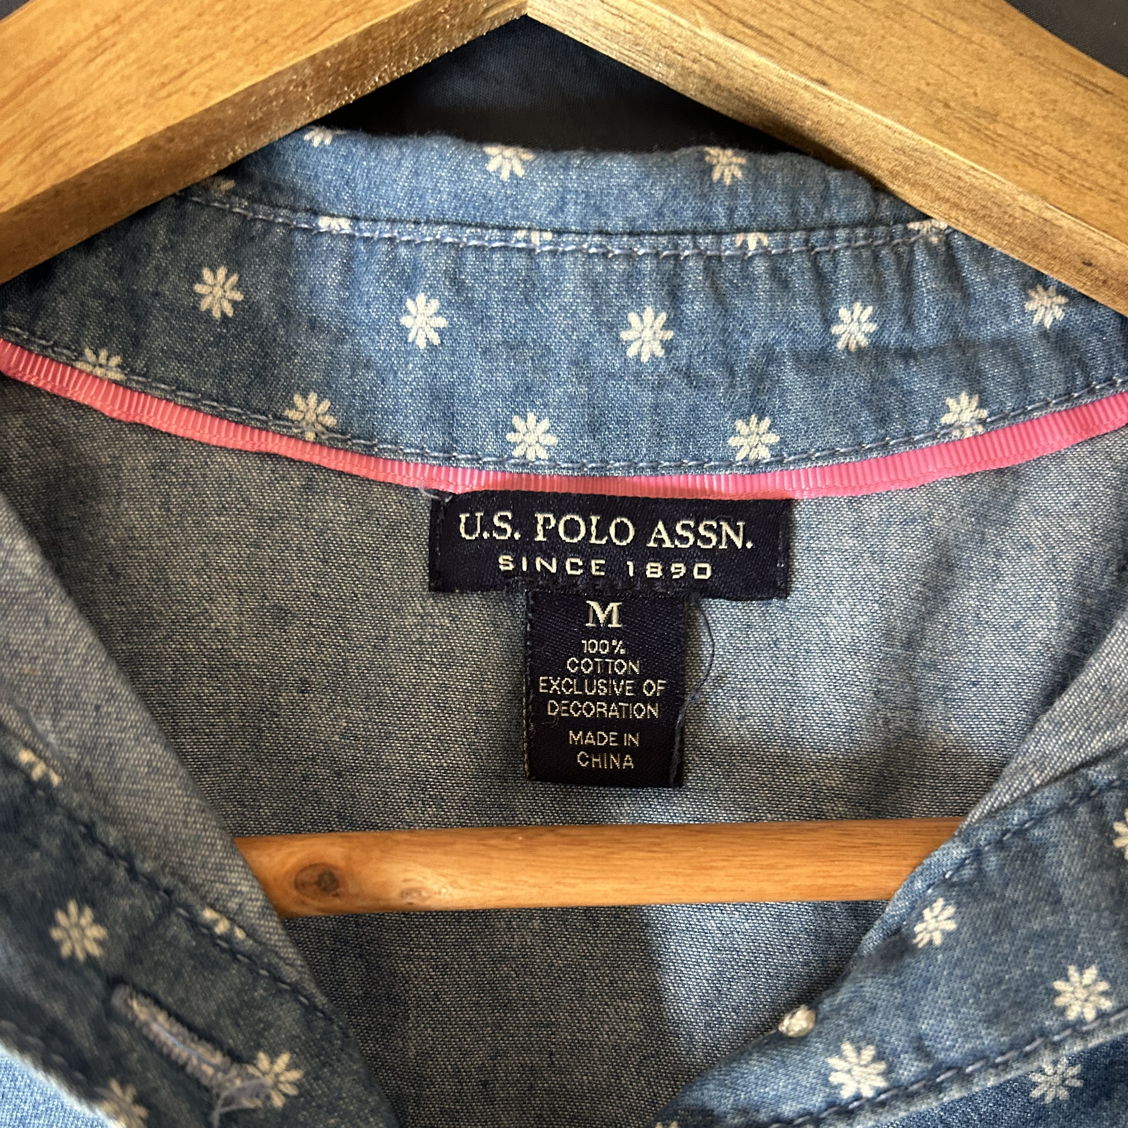 U.S. POLO ASSN.
SINCE 1890
M
100%
COTTON
EXCLUSIVE OF
DECORATION
MADE IN
CHINA